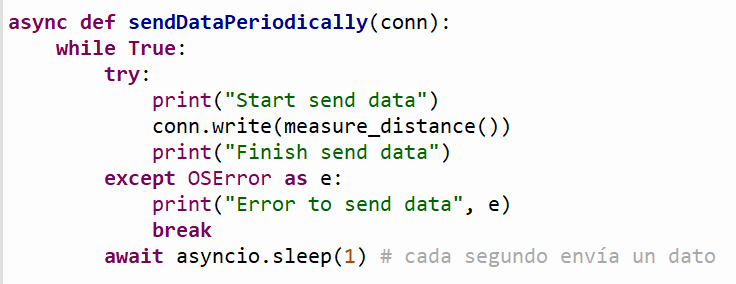 async def sendDataPeriodically(conn):
    while True:
        try:
            print("Start send data")
            conn.write(measure_distance())
            print("Finish send data")
        except OSError as e:
            print("Error to send data", e)
            break
        await asyncio.sleep(1) # cada segundo envía un dato